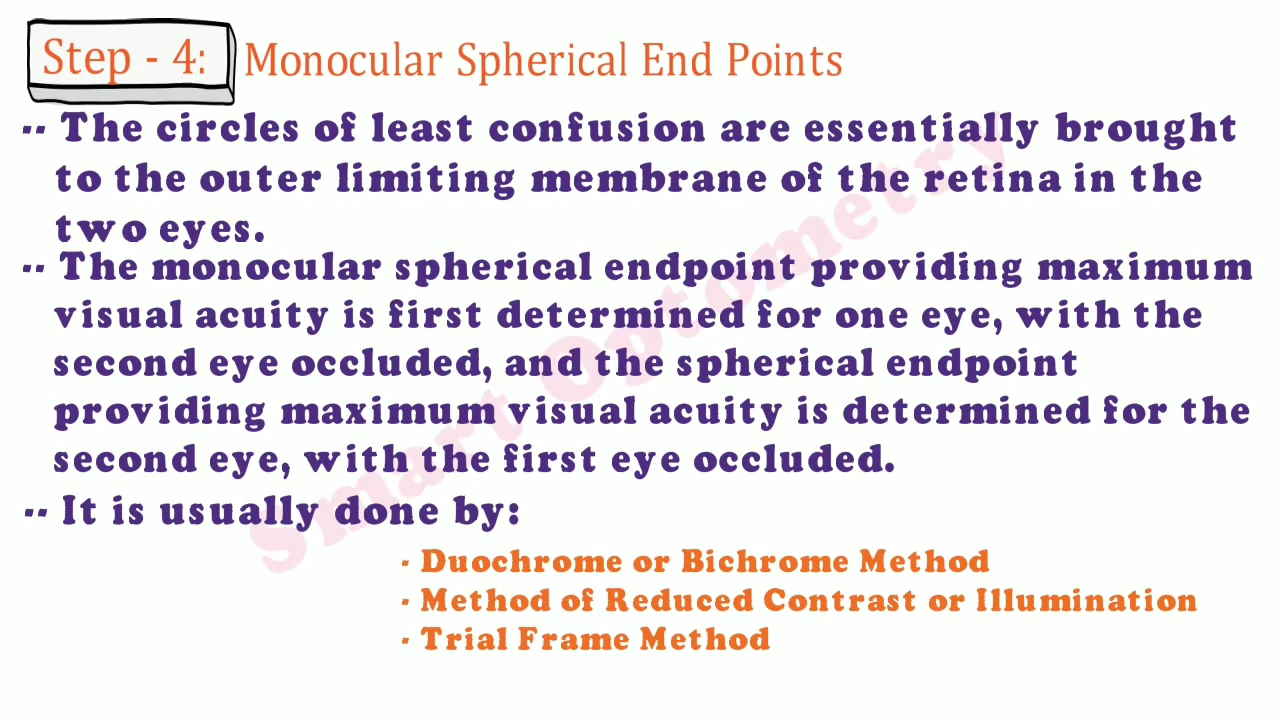 Step - 4: Monocular Spherical End Points
-- The circles of least confusion are essentially brought
to the outer limiting membrane of the retina in the
two eyes.
-- The monocular spherical endpoint providing maximum
visual acuity is first determined for one eye, with the
second eye occluded, and the spherical endpoint
providing maximum visual acuity is determined for the
second eye, with the first eye occluded.
-- It is usually done by:
- Duochrome or Bichrome Method
- Method of Reduced Contrast or Illumination
- Trial Frame Method
Smart Optometry